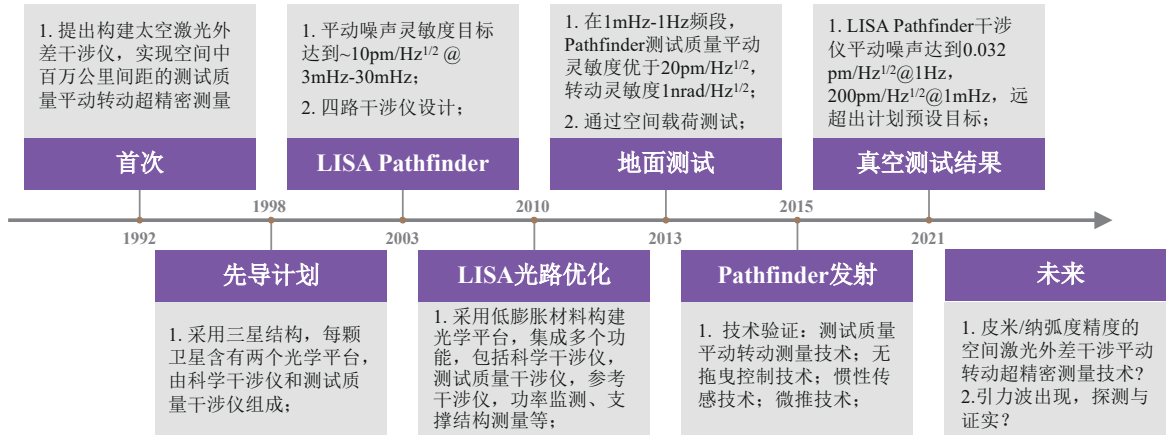 1. 提出构建太空激光外
差干涉仪，实现空间中
百万公里间距的测试质
量平动转动超精密测量
首次
1992
1. 平动噪声灵敏度目标
达到~10pm/Hz^{1/2} @
3mHz-30mHz；
2. 四路干涉仪设计；
LISA Pathfinder
2003
1. 在1mHz-1Hz频段，
Pathfinder测试质量平动
灵敏度优于20pm/Hz^{1/2}，
转动灵敏度1nrad/Hz^{1/2}；
2. 通过空间载荷测试；
地面测试
2013
1. LISA Pathfinder干涉
仪平动噪声达到0.032
pm/Hz^{1/2}@1Hz，
200pm/Hz^{1/2}@1mHz，远
超出计划预设目标；
真空测试结果
2021
1998
先导计划
1. 采用三星结构，每颗
卫星含有两个光学平台，
由科学干涉仪和测试质
量干涉仪组成；
2010
LISA光路优化
1. 采用低膨胀材料构建
光学平台，集成多个功
能，包括科学干涉仪，
测试质量干涉仪，参考
干涉仪，功率监测、支
撑结构测量等；
2015
Pathfinder发射
1. 技术验证：测试质量
平动转动测量技术；无
拖曳控制技术；惯性传
感技术；微推技术；
未来
1. 皮米/纳弧度精度的
空间激光外差干涉平动
转动超精密测量技术？
2.引力波出现，探测与
证实？